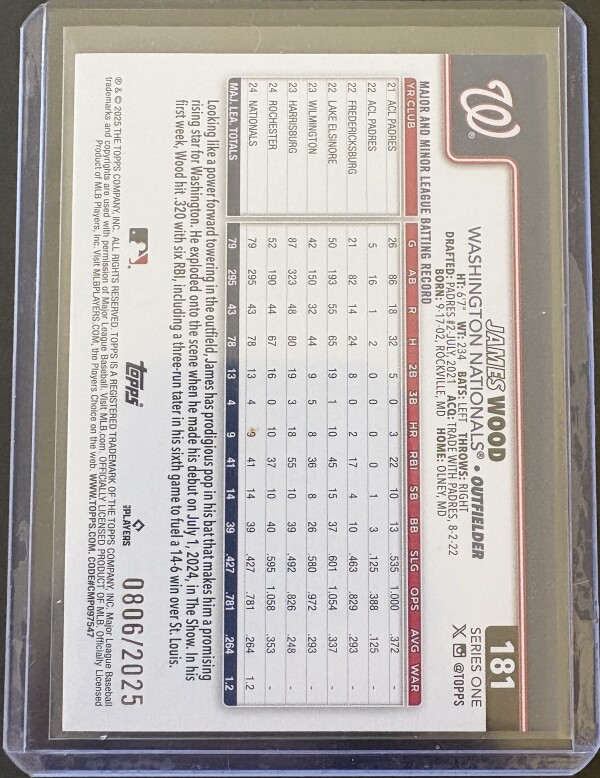 181
SERIES ONE
@TOPPS
W
®
JAMES WOOD
WASHINGTON NATIONALS® • OUTFIELDER
HT: 6'7" WT: 234 BATS: LEFT THROWS: RIGHT
DRAFTED: PADRES #2-JULY, 2021 ACQ: TRADE WITH PADRES, 8-2-22
BORN: 9-17-02, ROCKVILLE, MD HOME: OLNEY, MD
MAJOR AND MINOR LEAGUE BATTING RECORD
YR CLUB G AB R H 2B 3B HR RBI SB BB SLG OPS AVG WAR
21 ACL PADRES 26 86 18 32 5 0 3 22 10 13 .535 1.000 .372 -
22 ACL PADRES 5 16 1 2 0 0 0 0 1 3 .125 .388 .125 -
22 FREDERICKSBURG 21 82 14 24 8 0 2 17 4 10 .463 .829 .293 -
22 LAKE ELSINORE 50 193 55 65 19 1 10 45 15 37 .601 1.054 .337 -
23 WILMINGTON 42 150 32 44 9 5 8 36 8 26 .580 .972 .293 -
23 HARRISBURG 87 323 48 80 19 3 18 55 10 39 .492 .826 .248 -
24 ROCHESTER 52 190 44 67 16 0 10 37 10 40 .595 1.058 .353 -
24 NATIONALS 79 295 43 78 13 4 9 41 14 39 .427 .781 .264 1.2
MAJ. LEA. TOTALS 79 295 43 78 13 4 9 41 14 39 .427 .781 .264 1.2
Looking like a power forward towering in the outfield, James has prodigious pop in his bat that makes him a promising
rising star for Washington. He exploded onto the scene when he made his debut on July 1, 2024, in The Show. In his
first week, Wood hit .320 with six RBI, including a three-run tater in his sixth game to fuel a 14-6 win over St. Louis.
topps
PLAYERS
0806/2025
® & © 2025 THE TOPPS COMPANY, INC. ALL RIGHTS RESERVED. TOPPS IS A REGISTERED TRADEMARK OF THE TOPPS COMPANY, INC. Major League Baseball
trademarks and copyrights are used with permission of Major League Baseball. Visit MLB.com. OFFICIALLY LICENSED PRODUCT OF MLB. Officially Licensed
Product of MLB Players, Inc. Visit MLBPLAYERS.COM, the Players Choice on the web. WWW.TOPPS.COM. CODE#CMP097547